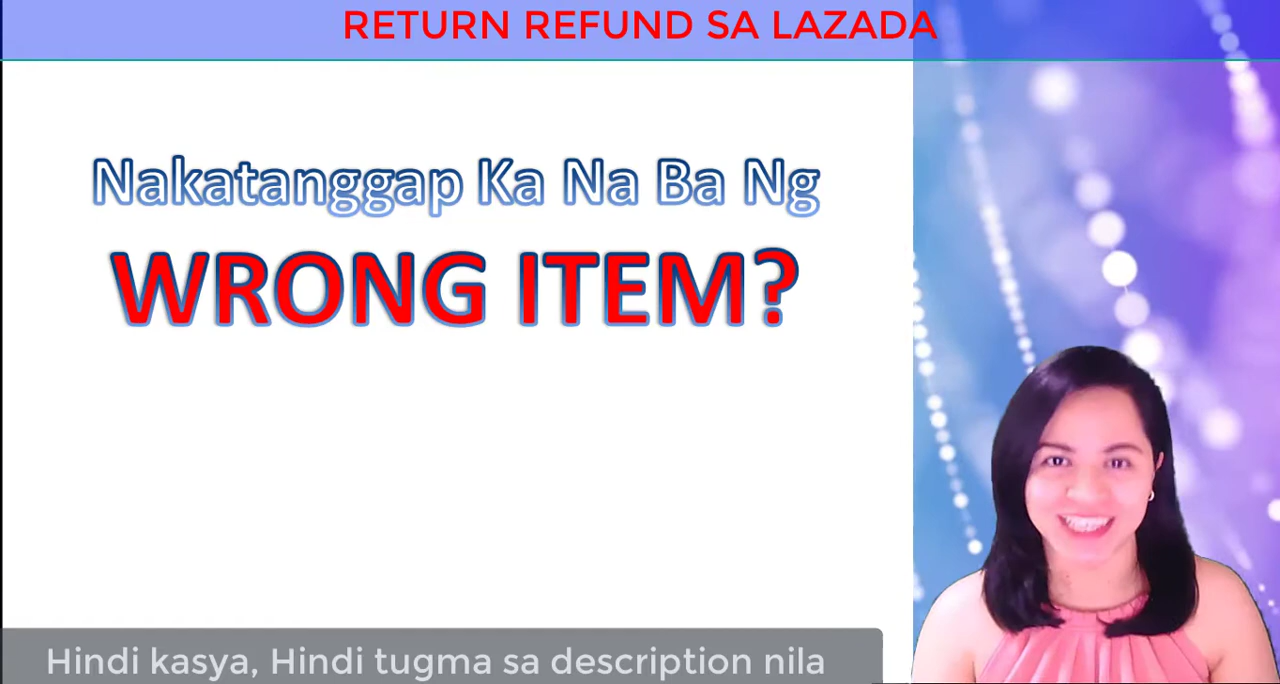 RETURN REFUND SA LAZADA
Nakatanggap Ka Na Ba Ng
WRONG ITEM?
Hindi kasya, Hindi tugma sa description nila